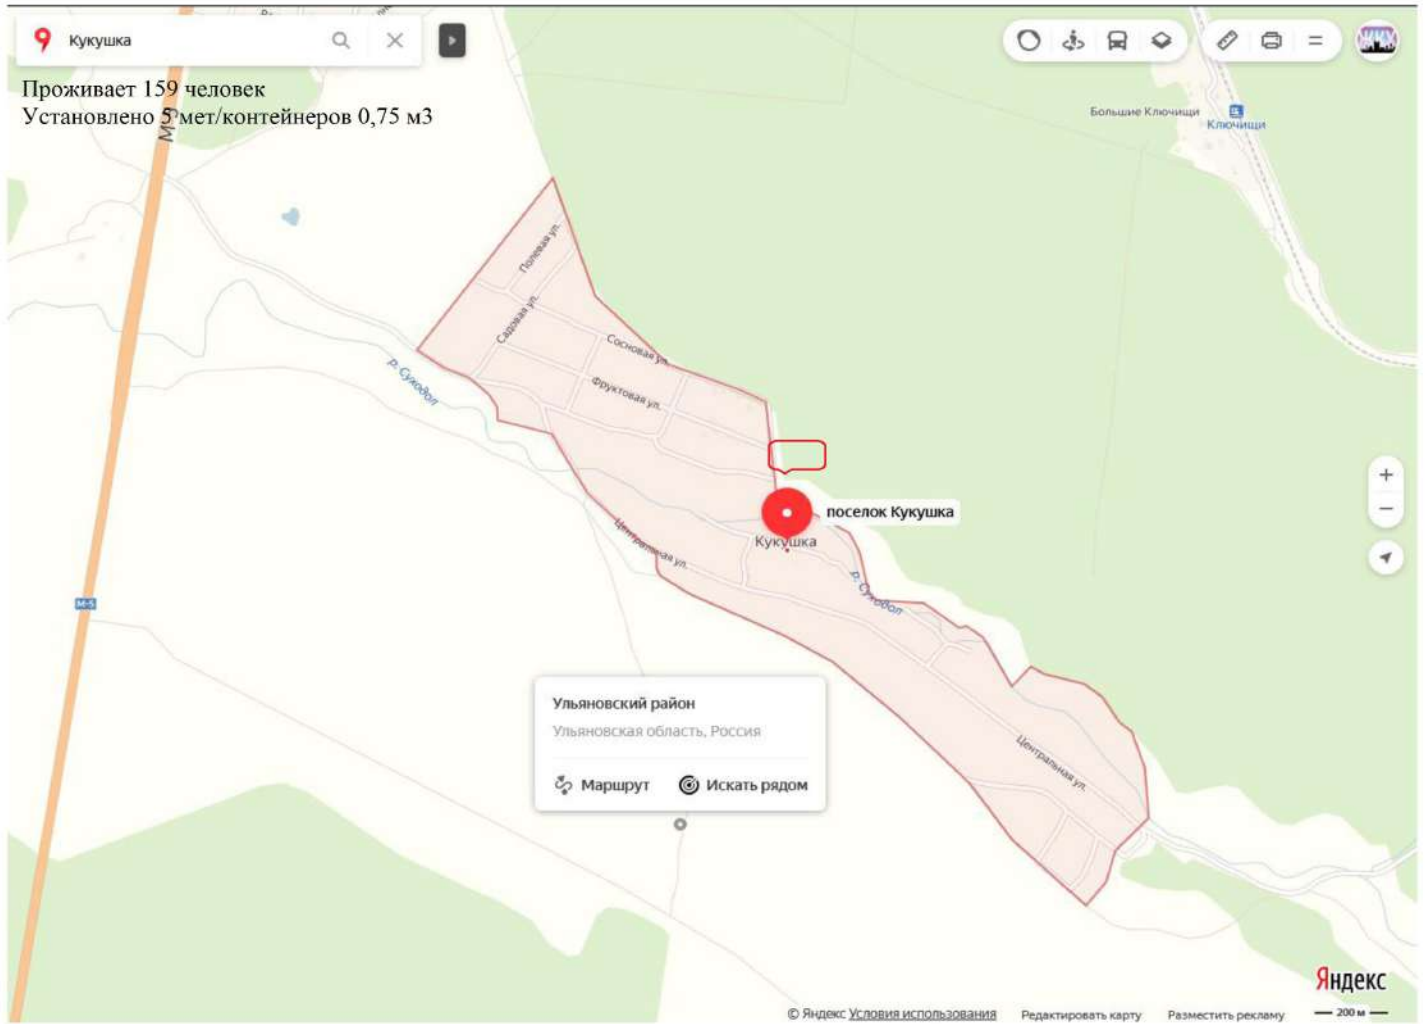 Кукушка
Проживает 159 человек
Установлено 5 мет/контейнеров 0,75 м3
М-5
Большие Ключищи
Ключищи
Полевая ул.
Садовая ул.
Сосновая ул.
р. Суходол
Фруктовая ул.
поселок Кукушка
Кукушка
Центральная ул.
р. Суходол
М-5
Ульяновский район
Ульяновская область, Россия
Маршрут
Искать рядом
Центральная ул.
Яндекс
© Яндекс Условия использования
Редактировать карту
Разместить рекламу
200 м